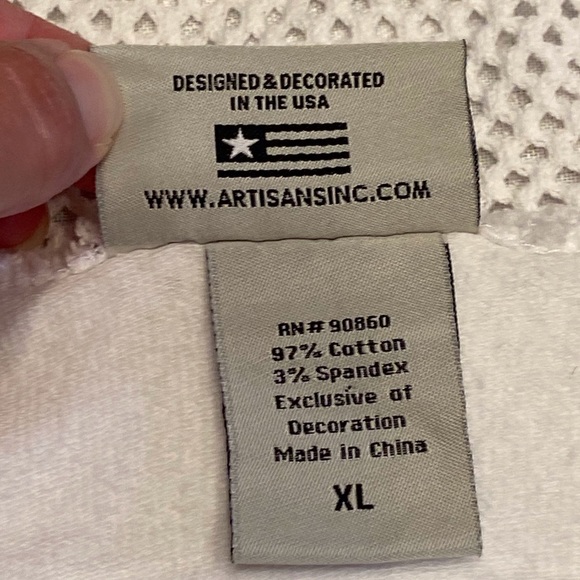 DESIGNED & DECORATED
IN THE USA
WWW.ARTISANSINC.COM
RN# 90860
97% Cotton
3% Spandex
Exclusive of
Decoration
Made in China
XL